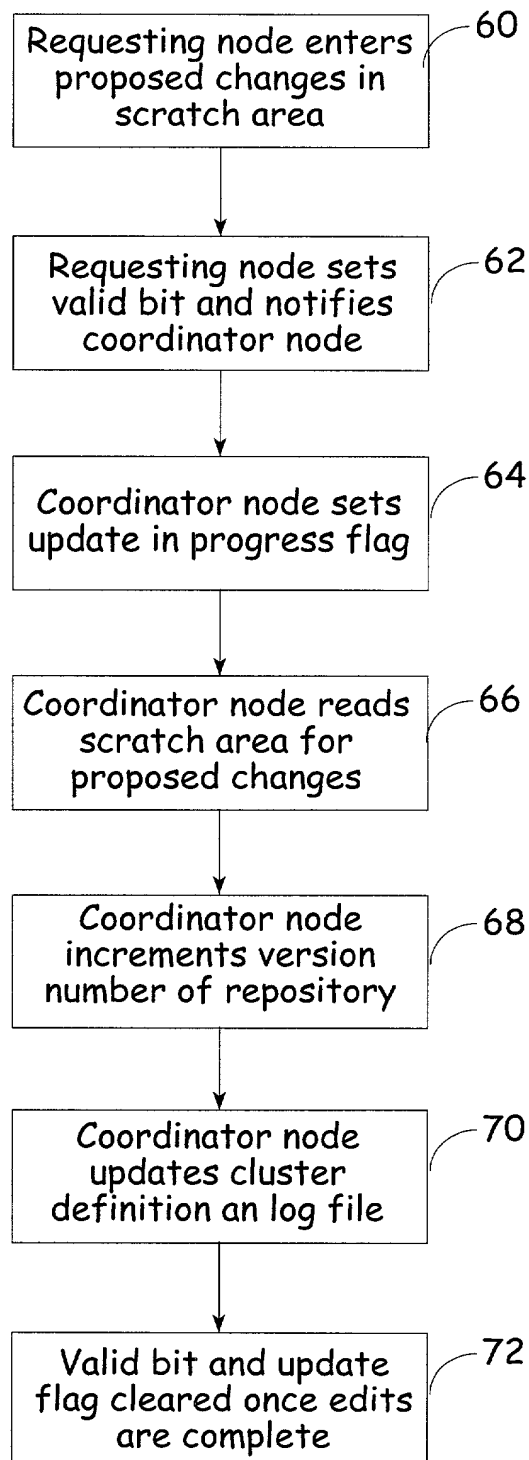 60
Requesting node enters
proposed changes in
scratch area
62
Requesting node sets
valid bit and notifies
coordinator node
64
Coordinator node sets
update in progress flag
66
Coordinator node reads
scratch area for
proposed changes
68
Coordinator node
increments version
number of repository
70
Coordinator node
updates cluster
definition an log file
72
Valid bit and update
flag cleared once edits
are complete